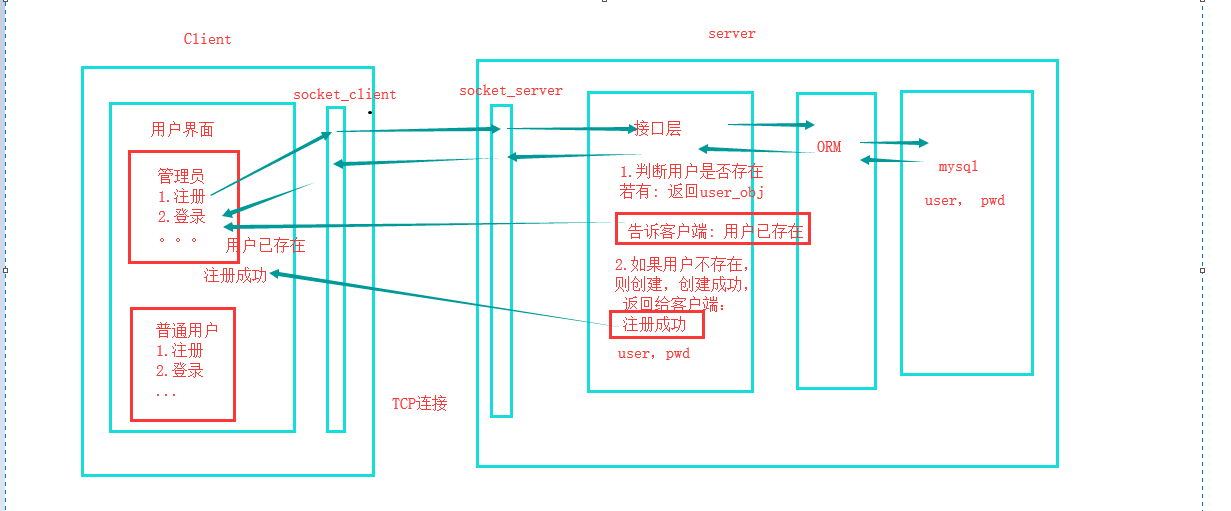 Client
server
socket_client
socket_server
用户界面
管理员
1.注册
2.登录
。。。
用户已存在
注册成功
普通用户
1.注册
2.登录
...
TCP连接
接口层
1.判断用户是否存在
若有: 返回user_obj
告诉客户端: 用户已存在
2.如果用户不存在,
则创建, 创建成功,
返回给客户端:
注册成功
user, pwd
ORM
mysql
user, pwd